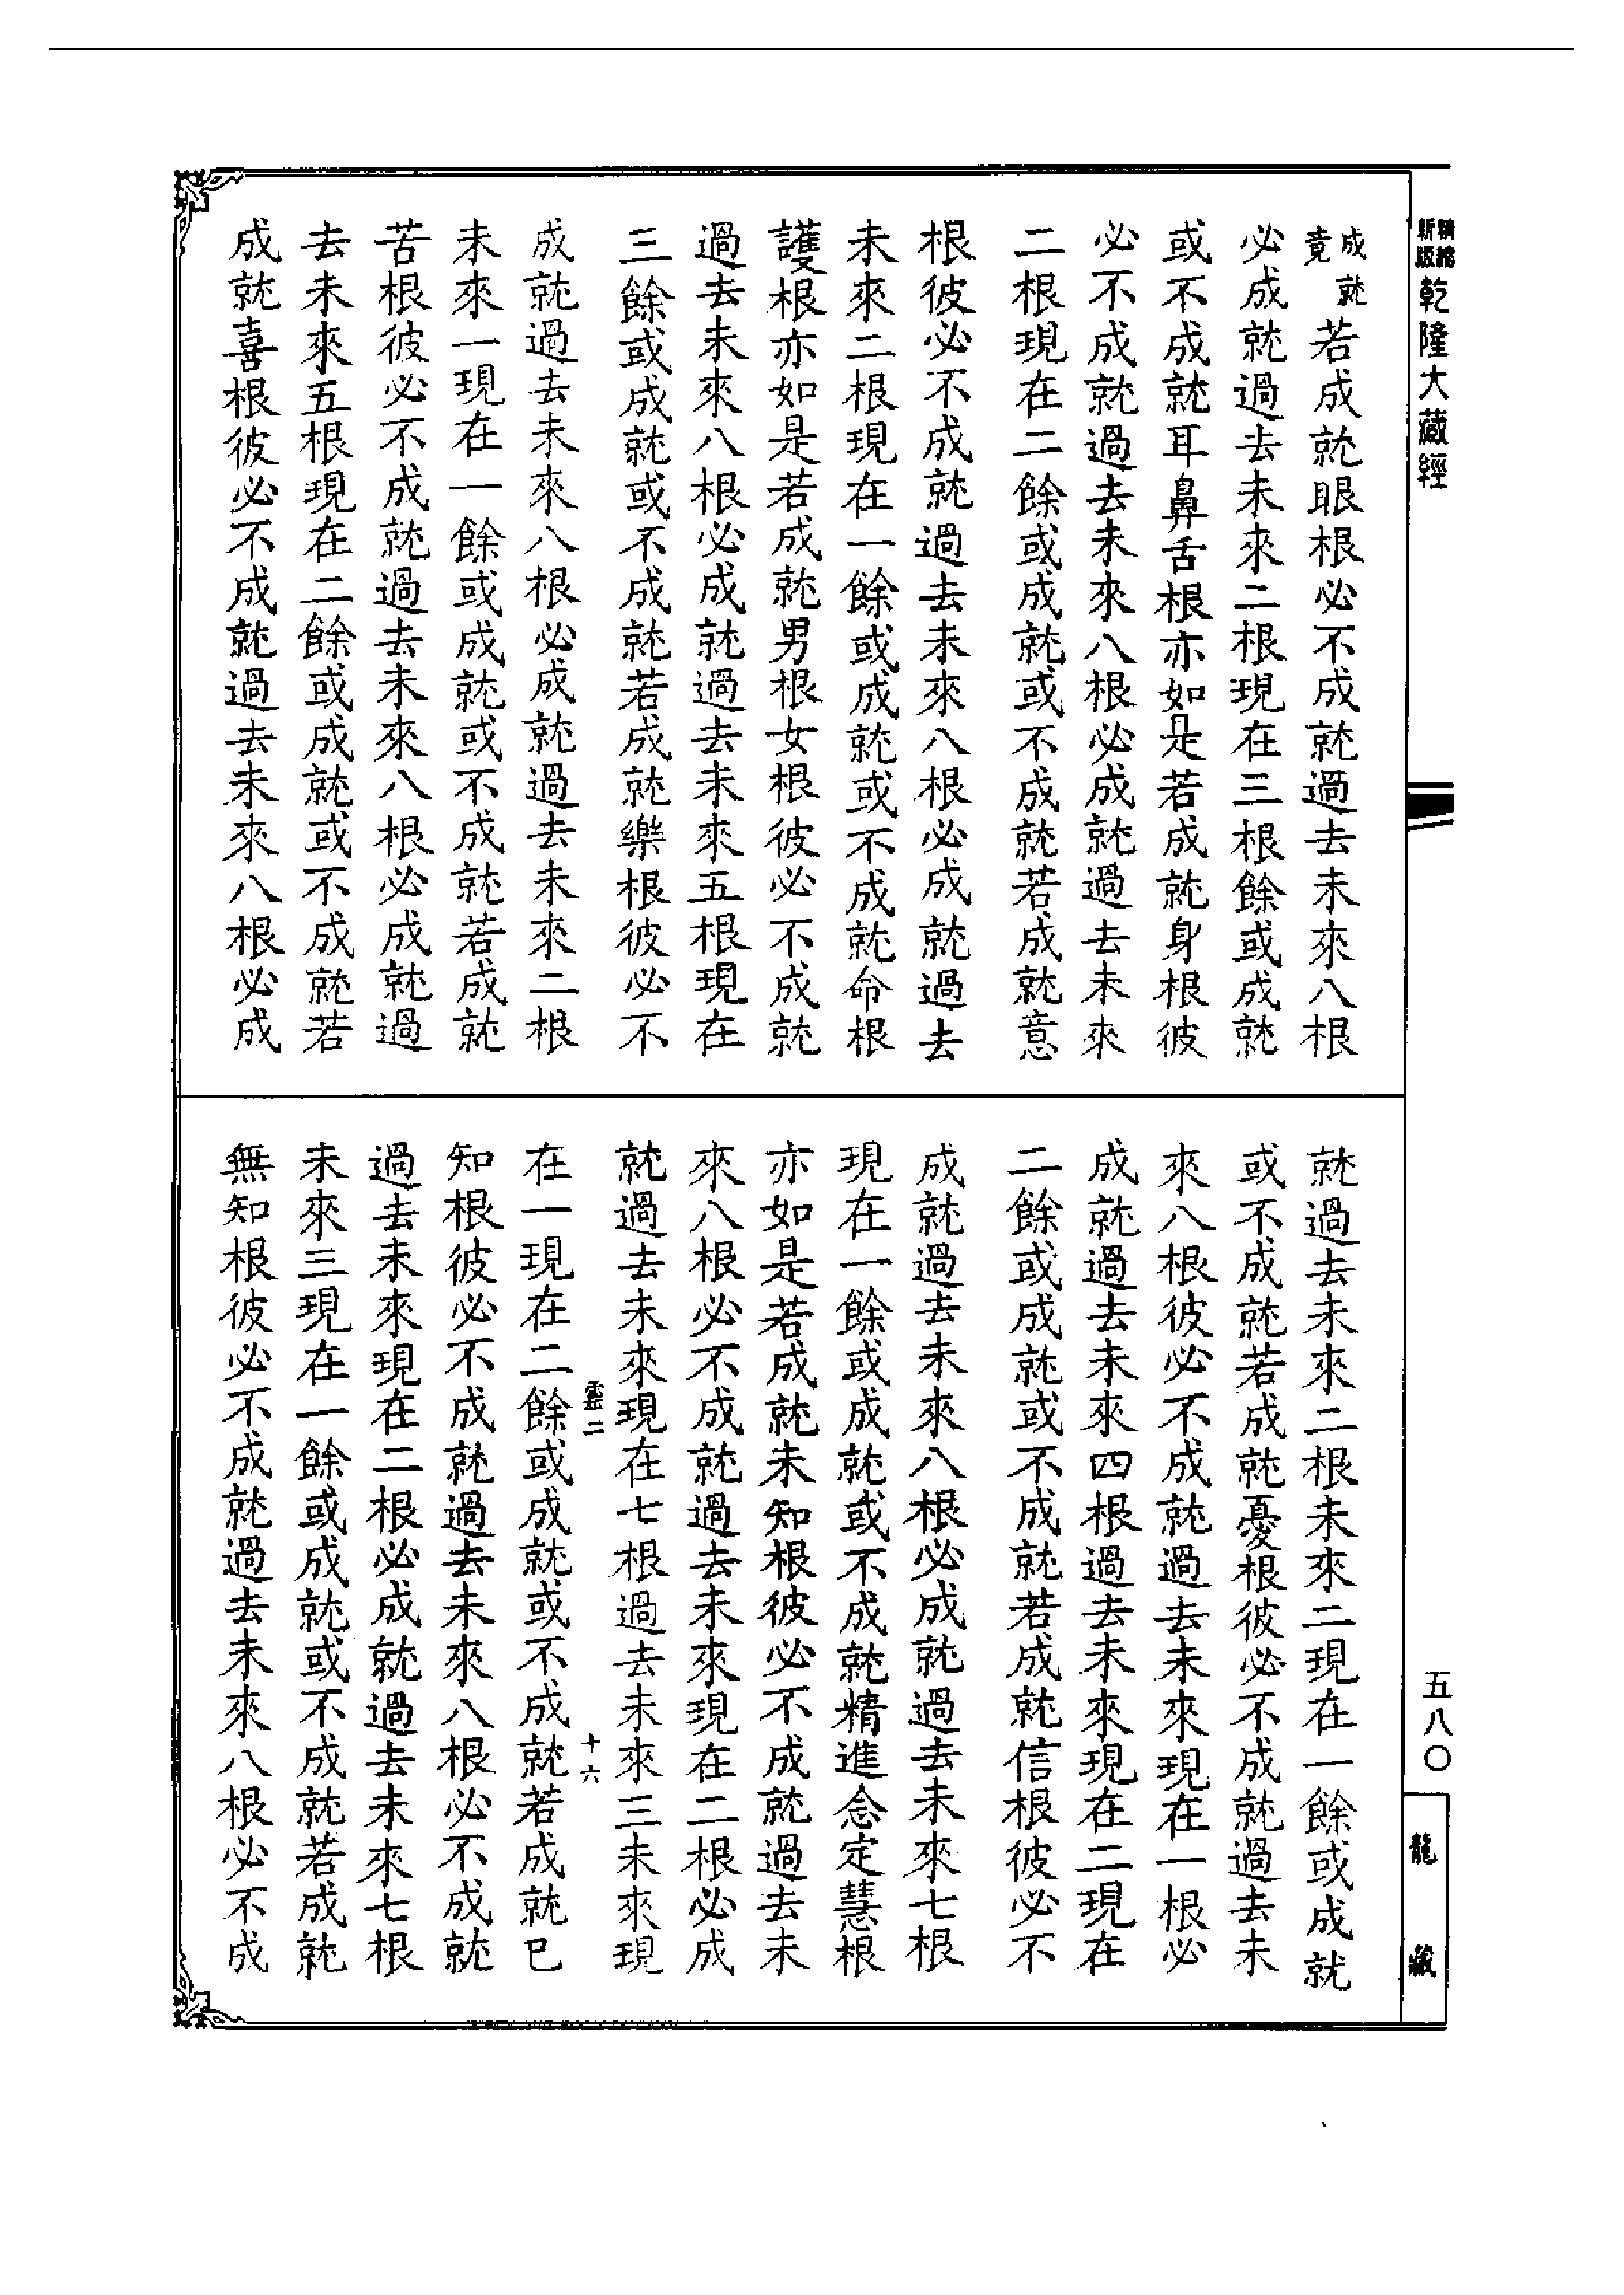 精縮
新版
乾隆大藏經
五八〇
龍藏
成就
竟
若成就眼根必不成就過去未來八根
必成就過去未來二根現在三根餘或成就
或不成就耳鼻舌根亦如是若成就身根彼
必不成就過去未來八根必成就過去未來
二根現在二餘或成就或不成就若成就意
根彼必不成就過去未來八根必成就過去
未來二根現在一餘或成就或不成就命根
護根亦如是若成就男根女根彼必不成就
過去未來八根必成就過去未來五根現在
三餘或成就或不成就若成就樂根彼必不
成就過去未來八根必成就過去未來二根
未來一現在一餘或成就或不成就若成就
苦根彼必不成就過去未來八根必成就過
去未來五根現在二餘或成就或不成就若
成就喜根彼必不成就過去未來八根必成
就過去未來二根未來二現在一餘或成就
或不成就若成就憂根彼必不成就過去未
來八根彼必不成就過去未來現在一根必
成就過去未來四根過去未來現在二現在
二餘或成就或不成就若成就信根彼必不
成就過去未來八根必成就過去未來七根
現在一餘或成就或不成就精進念定慧根
亦如是若成就未知根彼必不成就過去未
來八根必不成就過去未來現在二根必成
就過去未來現在七根過去未來三未來現
靈二
十六
在一現在二餘或成就或不成就若成就已
知根彼必不成就過去未來八根必不成就
過去未來現在二根必成就過去未來七根
未來三現在一餘或成就或不成就若成就
無知根彼必不成就過去未來八根必不成